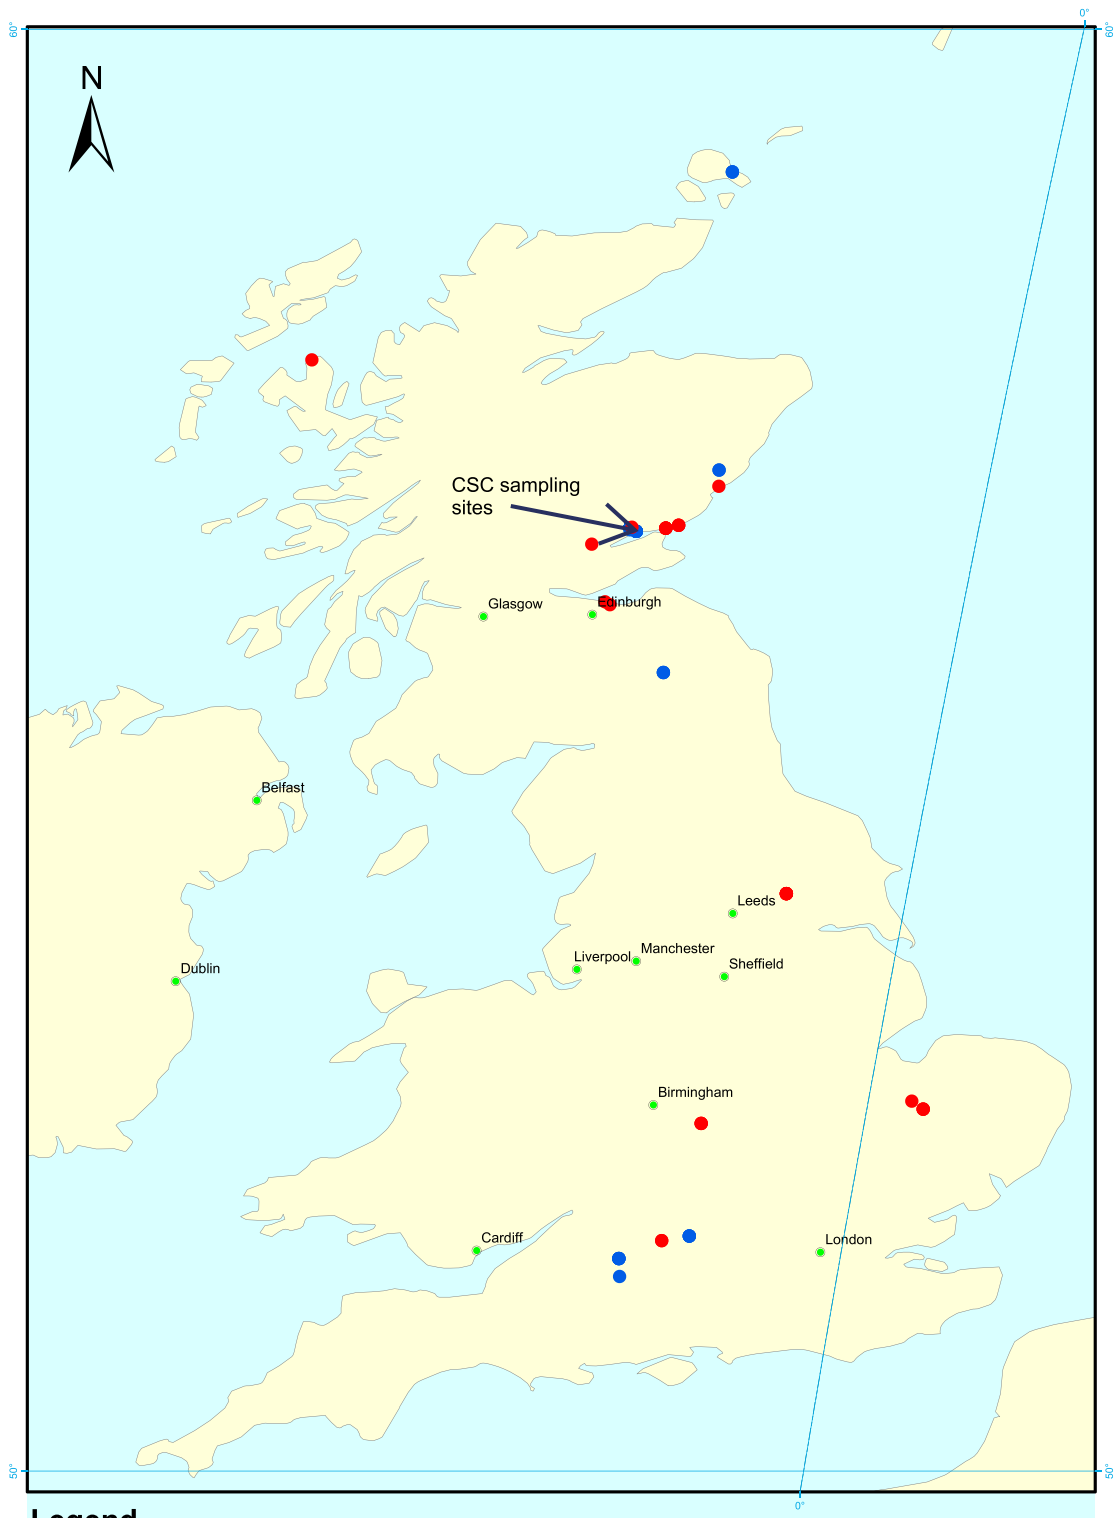 0°
60°
60°
N
CSC sampling
sites
Glasgow
Edinburgh
Belfast
Leeds
Manchester
Liverpool
Sheffield
Dublin
Birmingham
Cardiff
London
50°
50°
0°
Legend